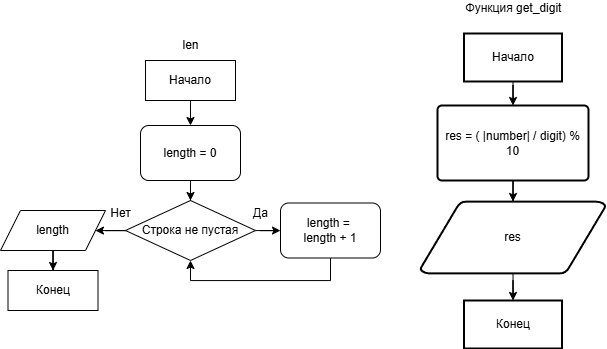 len
Начало
length = 0
Строка не пустая
Нет
Да
length
length =
length + 1
Конец
Функция get_digit
Начало
res = ( |number| / digit) %
10
res
Конец